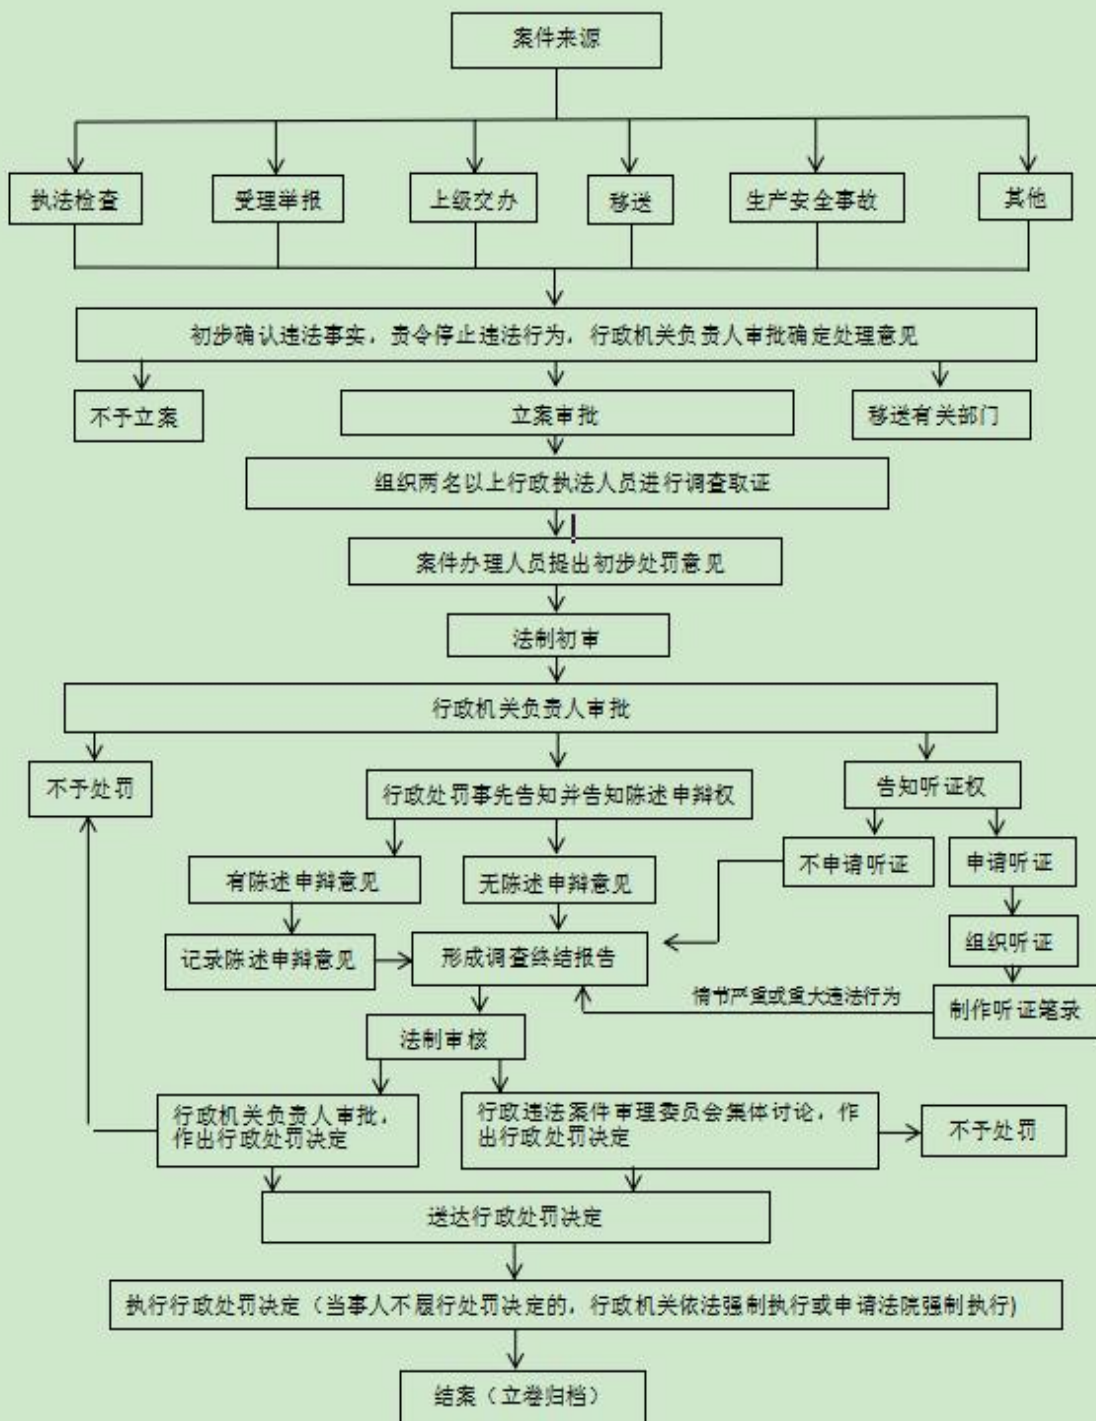 案件来源
执法检查
受理举报
上级交办
移送
生产安全事故
其他
初步确认违法事实，责令停止违法行为，行政机关负责人审批确定处理意见
不予立案
立案审批
移送有关部门
组织两名以上行政执法人员进行调查取证
案件办理人员提出初步处罚意见
法制初审
行政机关负责人审批
不予处罚
行政处罚事先告知并告知陈述申辩权
告知听证权
有陈述申辩意见
无陈述申辩意见
不申请听证
申请听证
记录陈述申辩意见
形成调查终结报告
组织听证
情节严重或重大违法行为
制作听证笔录
法制审核
行政机关负责人审批，
作出行政处罚决定
行政违法案件审理委员会集体讨论，作
出行政处罚决定
不予处罚
送达行政处罚决定
执行行政处罚决定（当事人不履行处罚决定的，行政机关依法强制执行或申请法院强制执行)
结案（立卷归档）